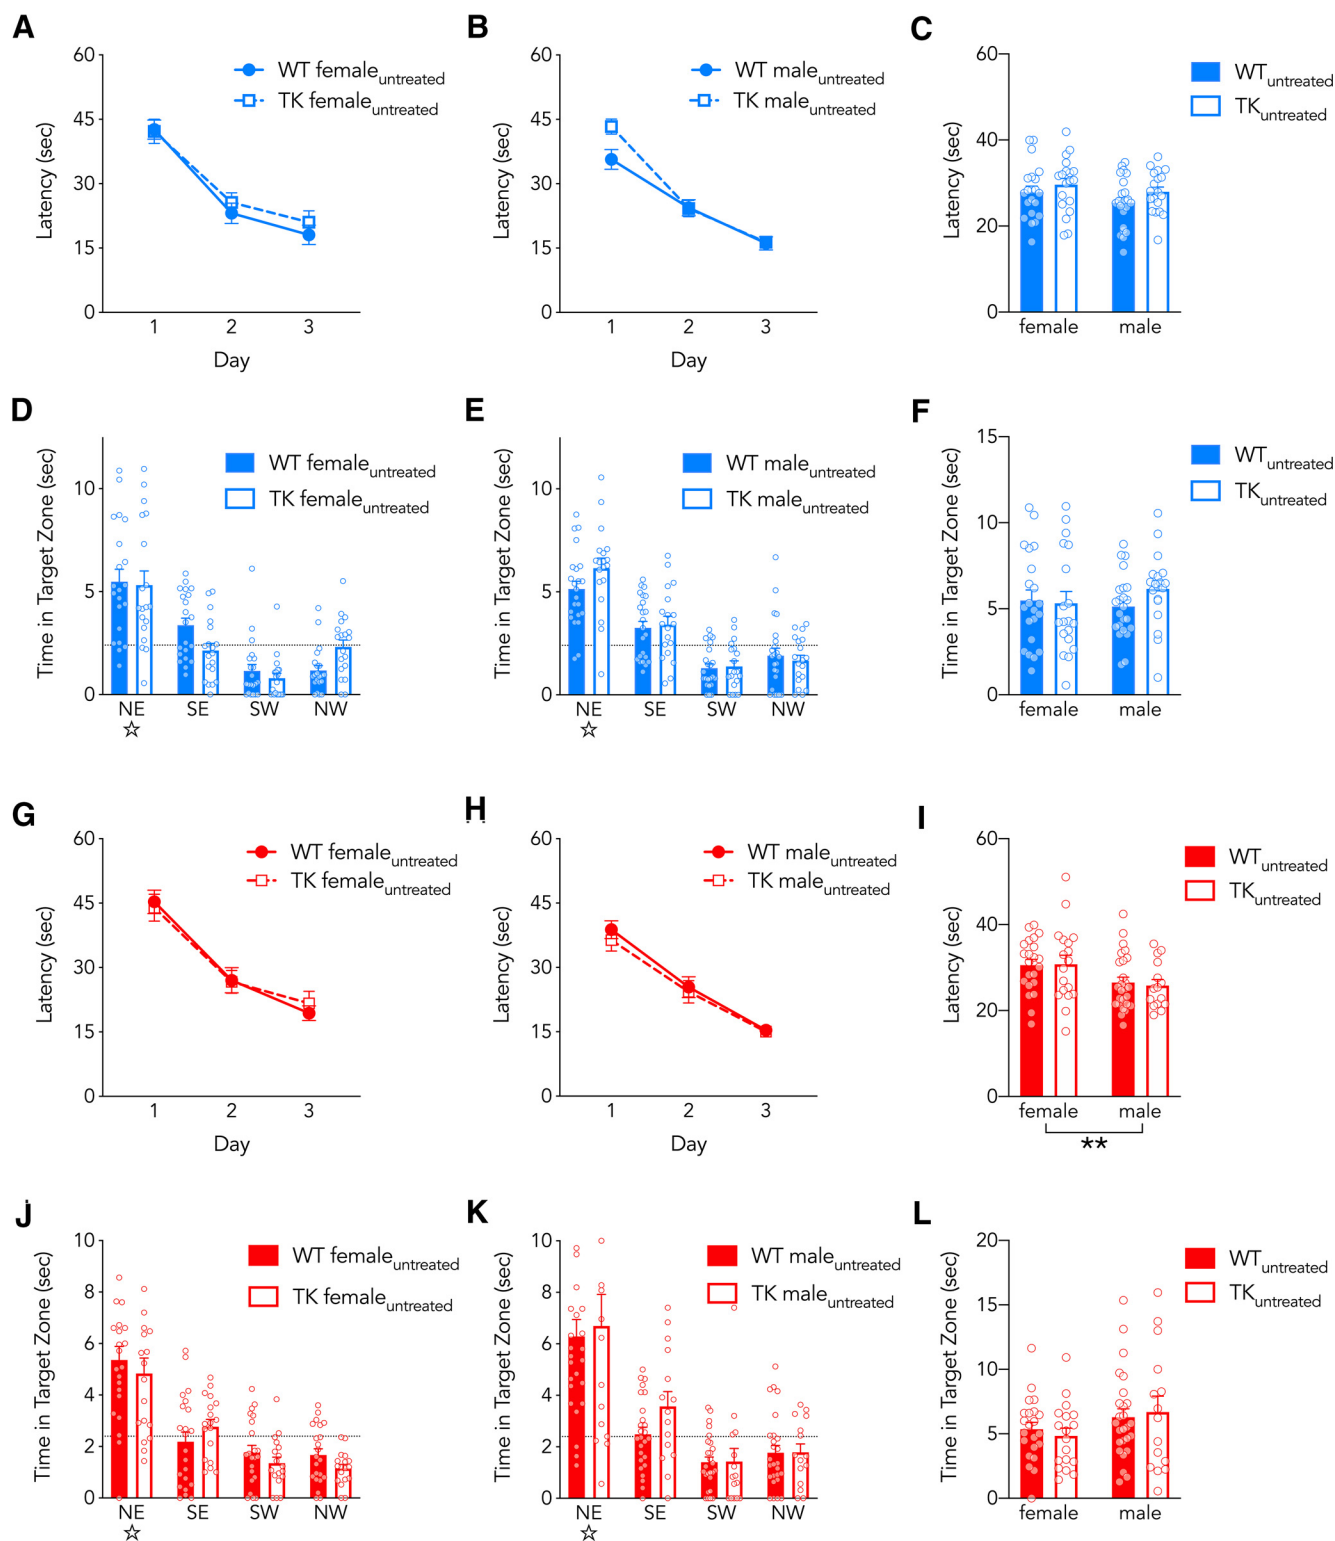 A
60
45
30
15
0
Latency (sec)
1 2 3
Day
WT female untreated
TK female untreated
B
60
45
30
15
0
Latency (sec)
1 2 3
Day
WT male untreated
TK male untreated
C
60
40
20
0
Latency (sec)
female male
WT untreated
TK untreated
D
10
5
0
Time in Target Zone (sec)
NE SE SW NW
☆
WT female untreated
TK female untreated
E
10
5
0
Time in Target Zone (sec)
NE SE SW NW
☆
WT male untreated
TK male untreated
F
15
10
5
0
Time in Target Zone (sec)
female male
WT untreated
TK untreated
G
60
45
30
15
0
Latency (sec)
1 2 3
Day
WT female untreated
TK female untreated
H
60
45
30
15
0
Latency (sec)
1 2 3
Day
WT male untreated
TK male untreated
I
60
40
20
0
Latency (sec)
female male
**
WT untreated
TK untreated
J
10
8
6
4
2
0
Time in Target Zone (sec)
NE SE SW NW
☆
WT female untreated
TK female untreated
K
10
8
6
4
2
0
Time in Target Zone (sec)
NE SE SW NW
☆
WT male untreated
TK male untreated
L
20
15
10
5
0
Time in Target Zone (sec)
female male
WT untreated
TK untreated